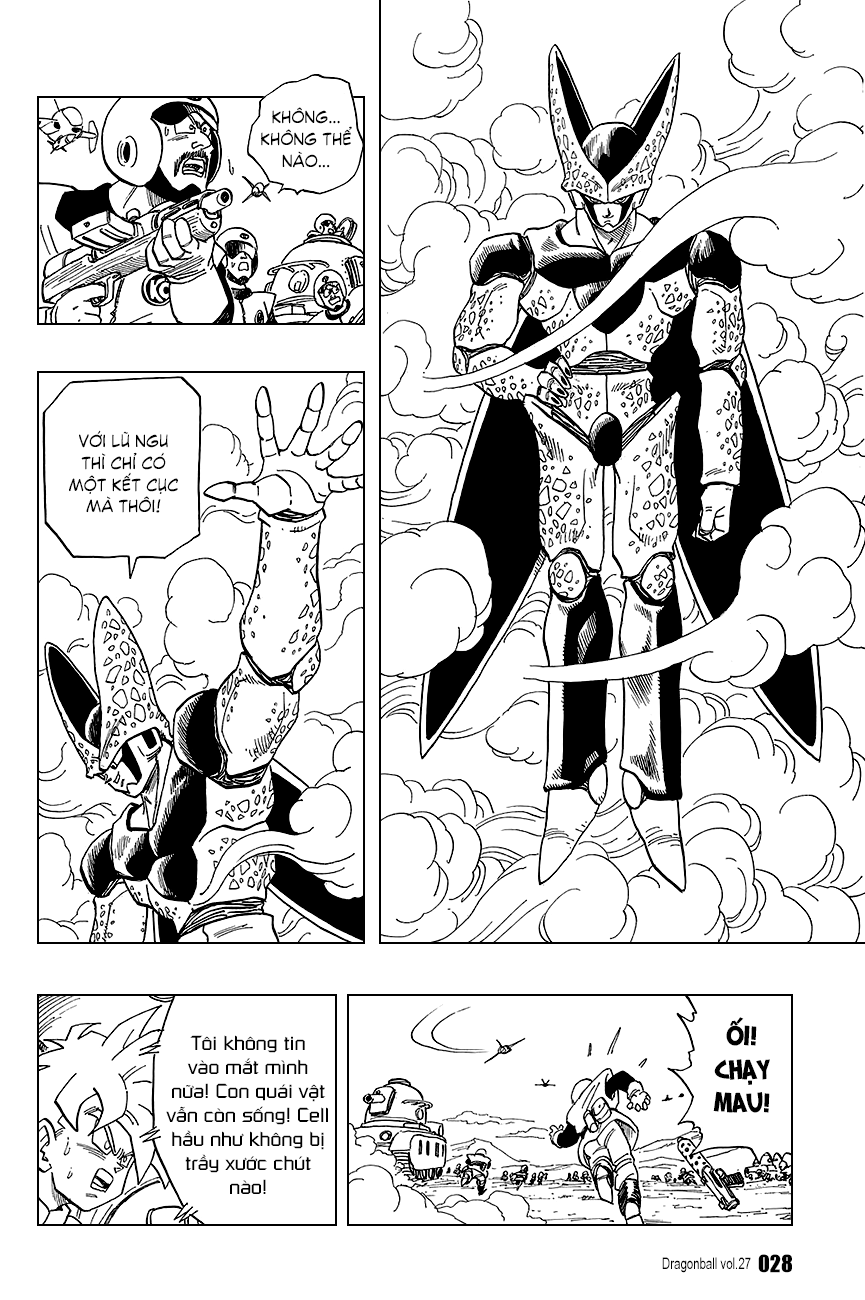 KHÔNG...
KHÔNG THỂ
NÀO...
VỚI LŨ NGU
THÌ CHỈ CÓ
MỘT KẾT CỤC
MÀ THÔI!
Tôi không tin
vào mắt mình
nữa! Con quái vật
vẫn còn sống! Cell
hầu như không bị
trầy xước chút
nào!
ỐI!
CHẠY
MAU!
Dragonball vol.27 028